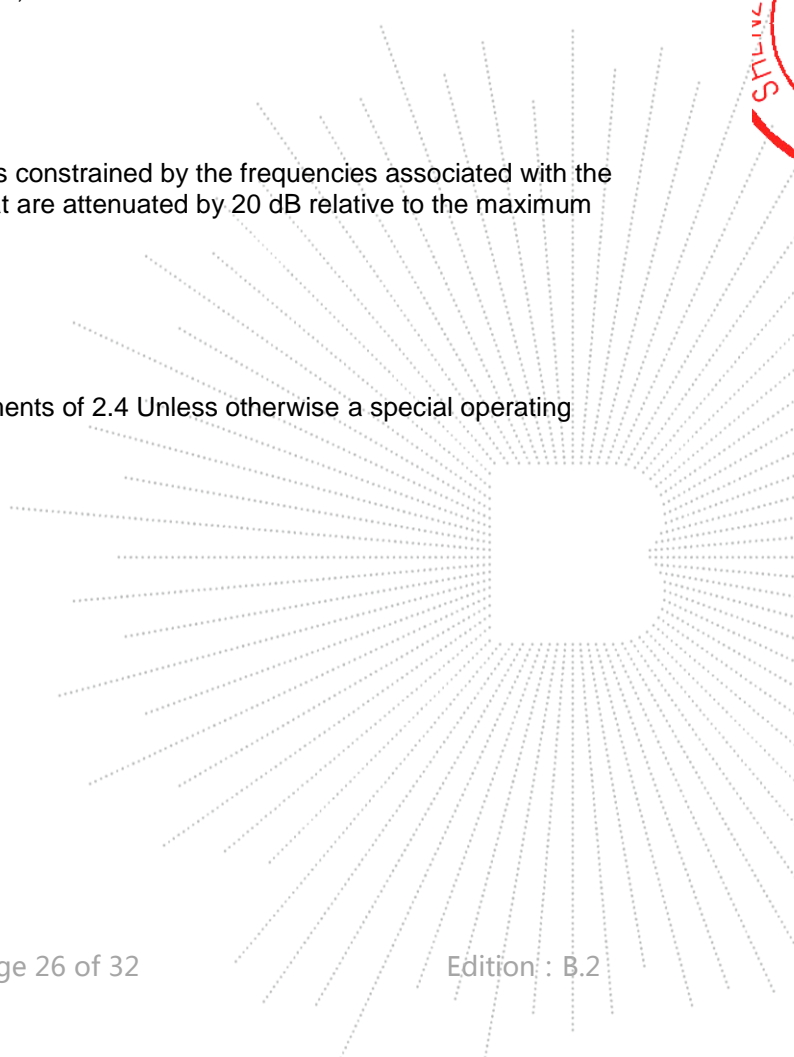 SHENZ
s constrained by the frequencies associated with the
t are attenuated by 20 dB relative to the maximum
nents of 2.4 Unless otherwise a special operating
ge 26 of 32 Edition : B.2